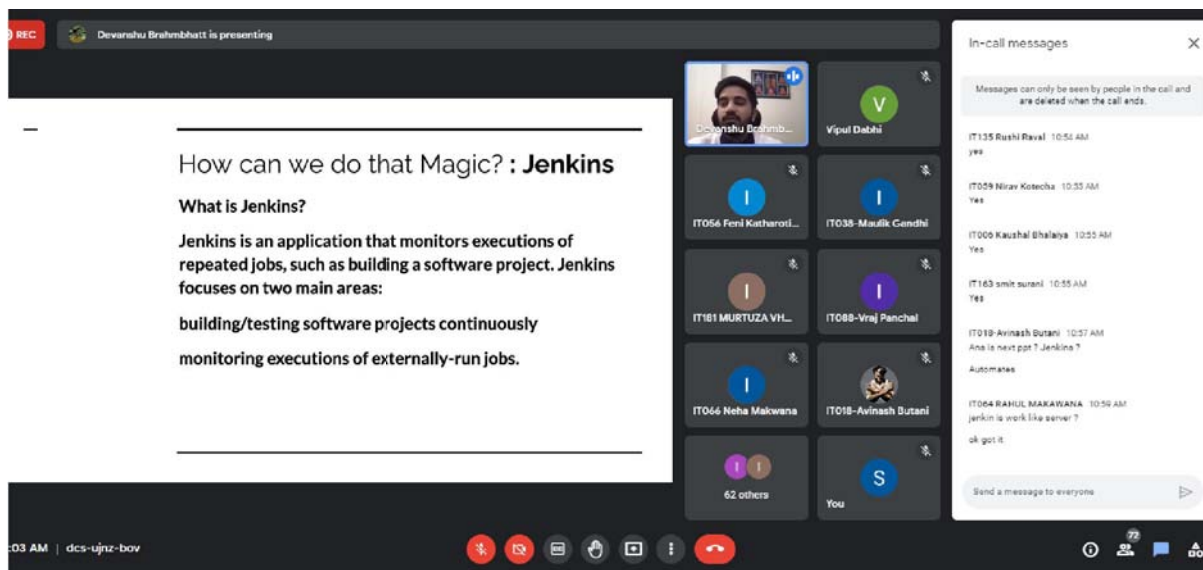 REC
Devanshu Brahmbhatt is presenting
How can we do that Magic? : Jenkins
What is Jenkins?
Jenkins is an application that monitors executions of
repeated jobs, such as building a software project. Jenkins
focuses on two main areas:
building/testing software projects continuously
monitoring executions of externally-run jobs.
Devanshu Brahmb...
V
Vipul Dabhi
I
IT056 Feni Katharoti...
I
IT038-Maulik Gandhi
I
IT181 MURTUZA VH...
I
IT088-Vraj Panchal
I
IT066 Neha Makwana
IT018-Avinash Butani
I I
62 others
S
You
In-call messages
Messages can only be seen by people in the call and
are deleted when the call ends.
IT135 Rushi Raval 10:54 AM
yes
IT059 Nirav Kotecha 10:55 AM
Yes
IT006 Kaushal Bhalaiya 10:55 AM
Yes
IT163 smit surani 10:55 AM
Yes
IT018-Avinash Butani 10:57 AM
Ans is next ppt ? Jenkins ?
Automates
IT064 RAHUL MAKAWANA 10:59 AM
jenkin is work like server ?
ok got it
Send a message to everyone
:03 AM | dcs-ujnz-bov
72